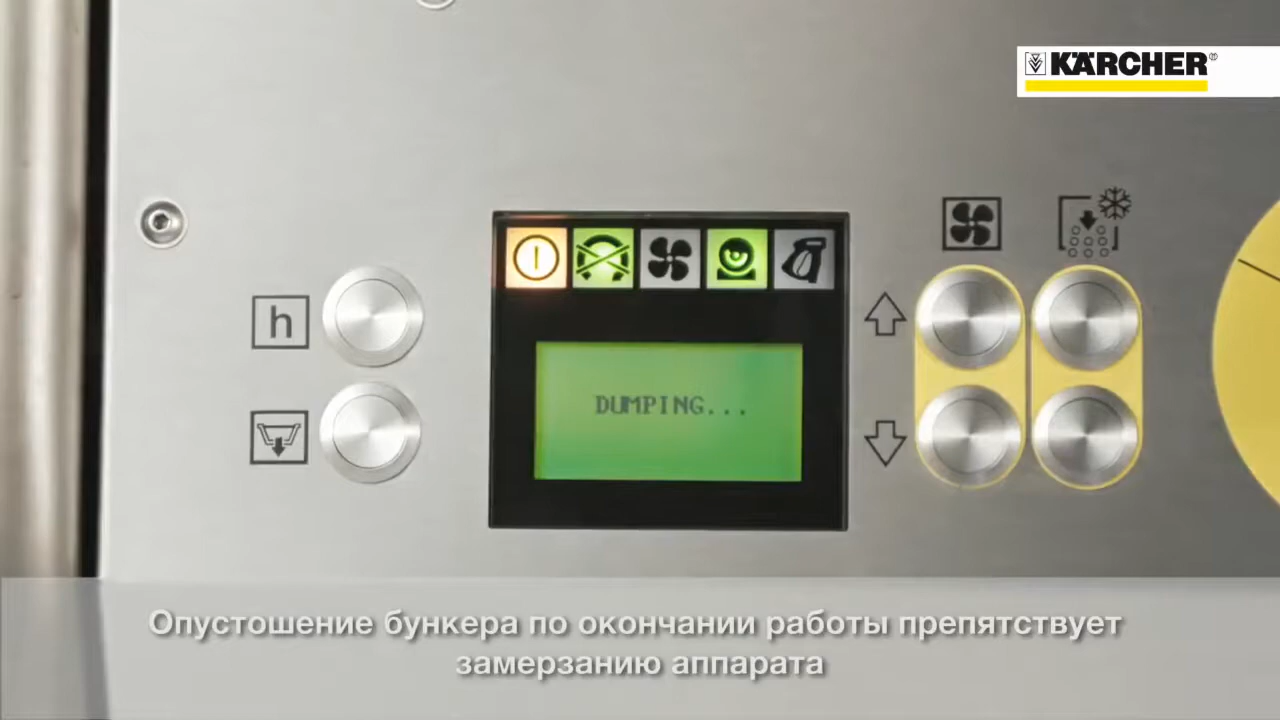 KÄRCHER®
h
DUMPING...
Опустошение бункера по окончании работы препятствует
замерзанию аппарата